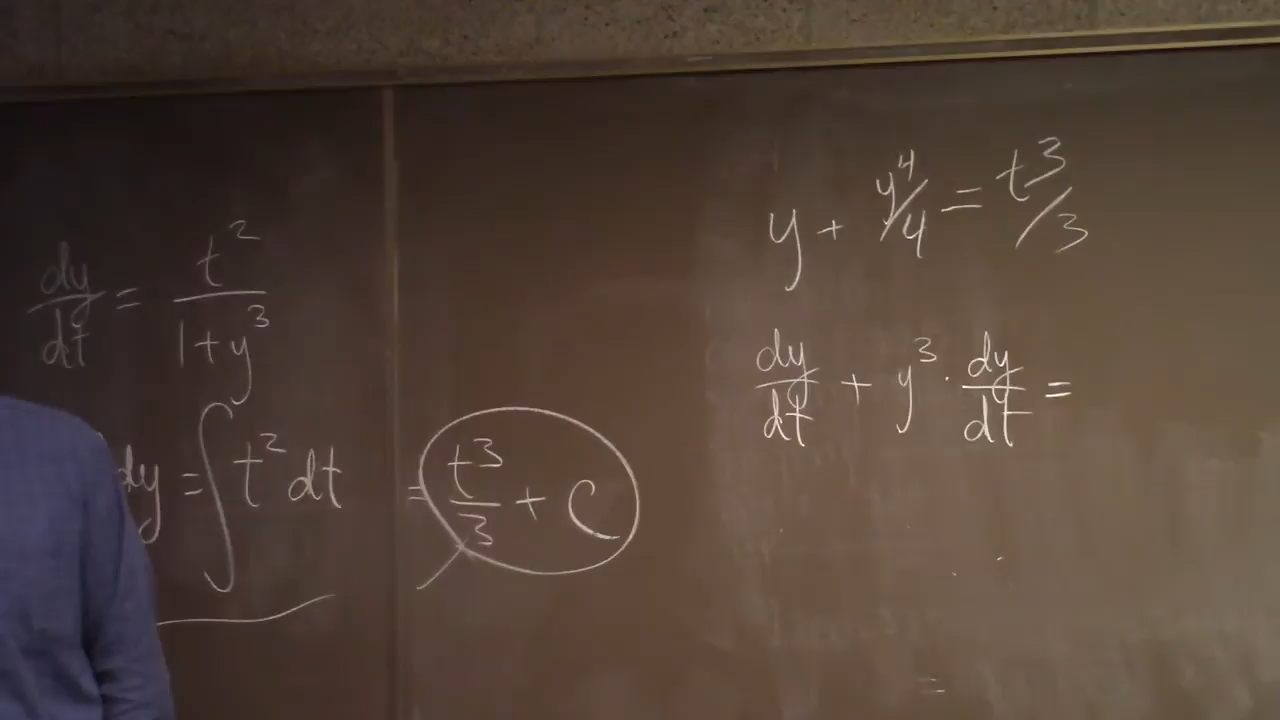 dy/dt = t²/(1+y³)
dy = ∫ t² dt = t³/3 + C
y + y⁴/4 = t³/3
dy/dt + y³ · dy/dt =
=